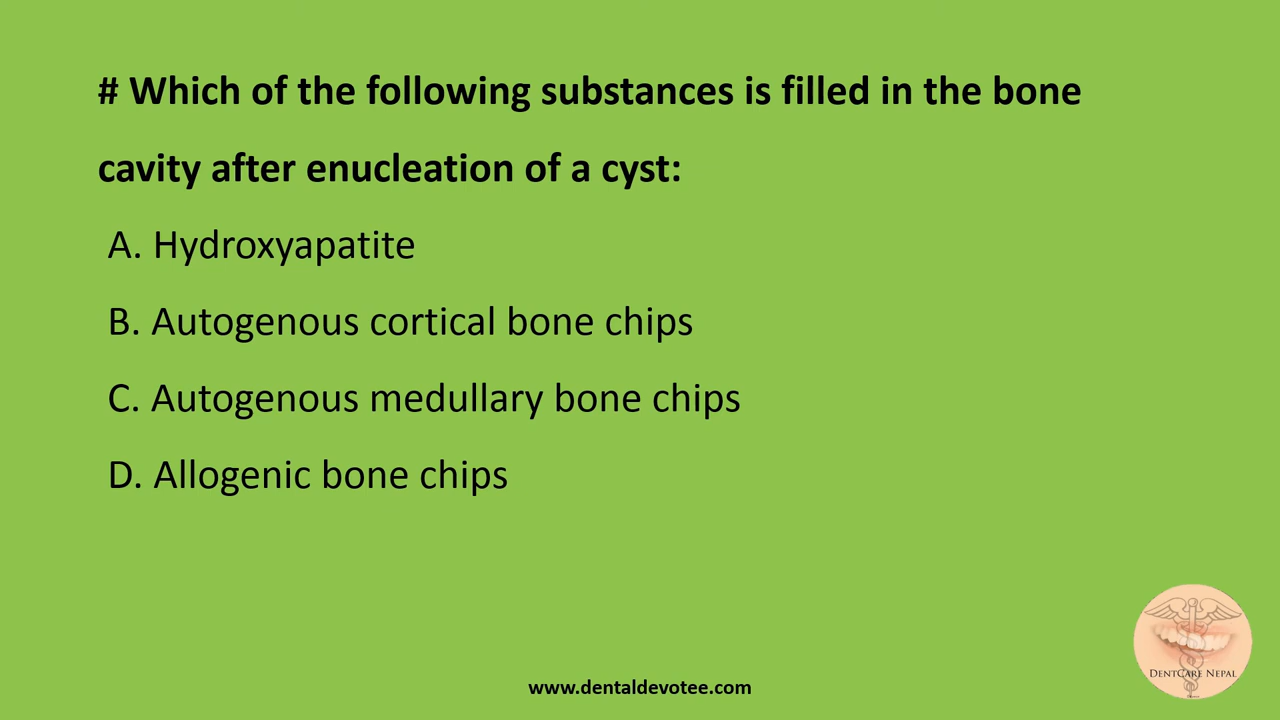 # Which of the following substances is filled in the bone
cavity after enucleation of a cyst:
A. Hydroxyapatite
B. Autogenous cortical bone chips
C. Autogenous medullary bone chips
D. Allogenic bone chips
DentCare Nepal
www.dentaldevotee.com